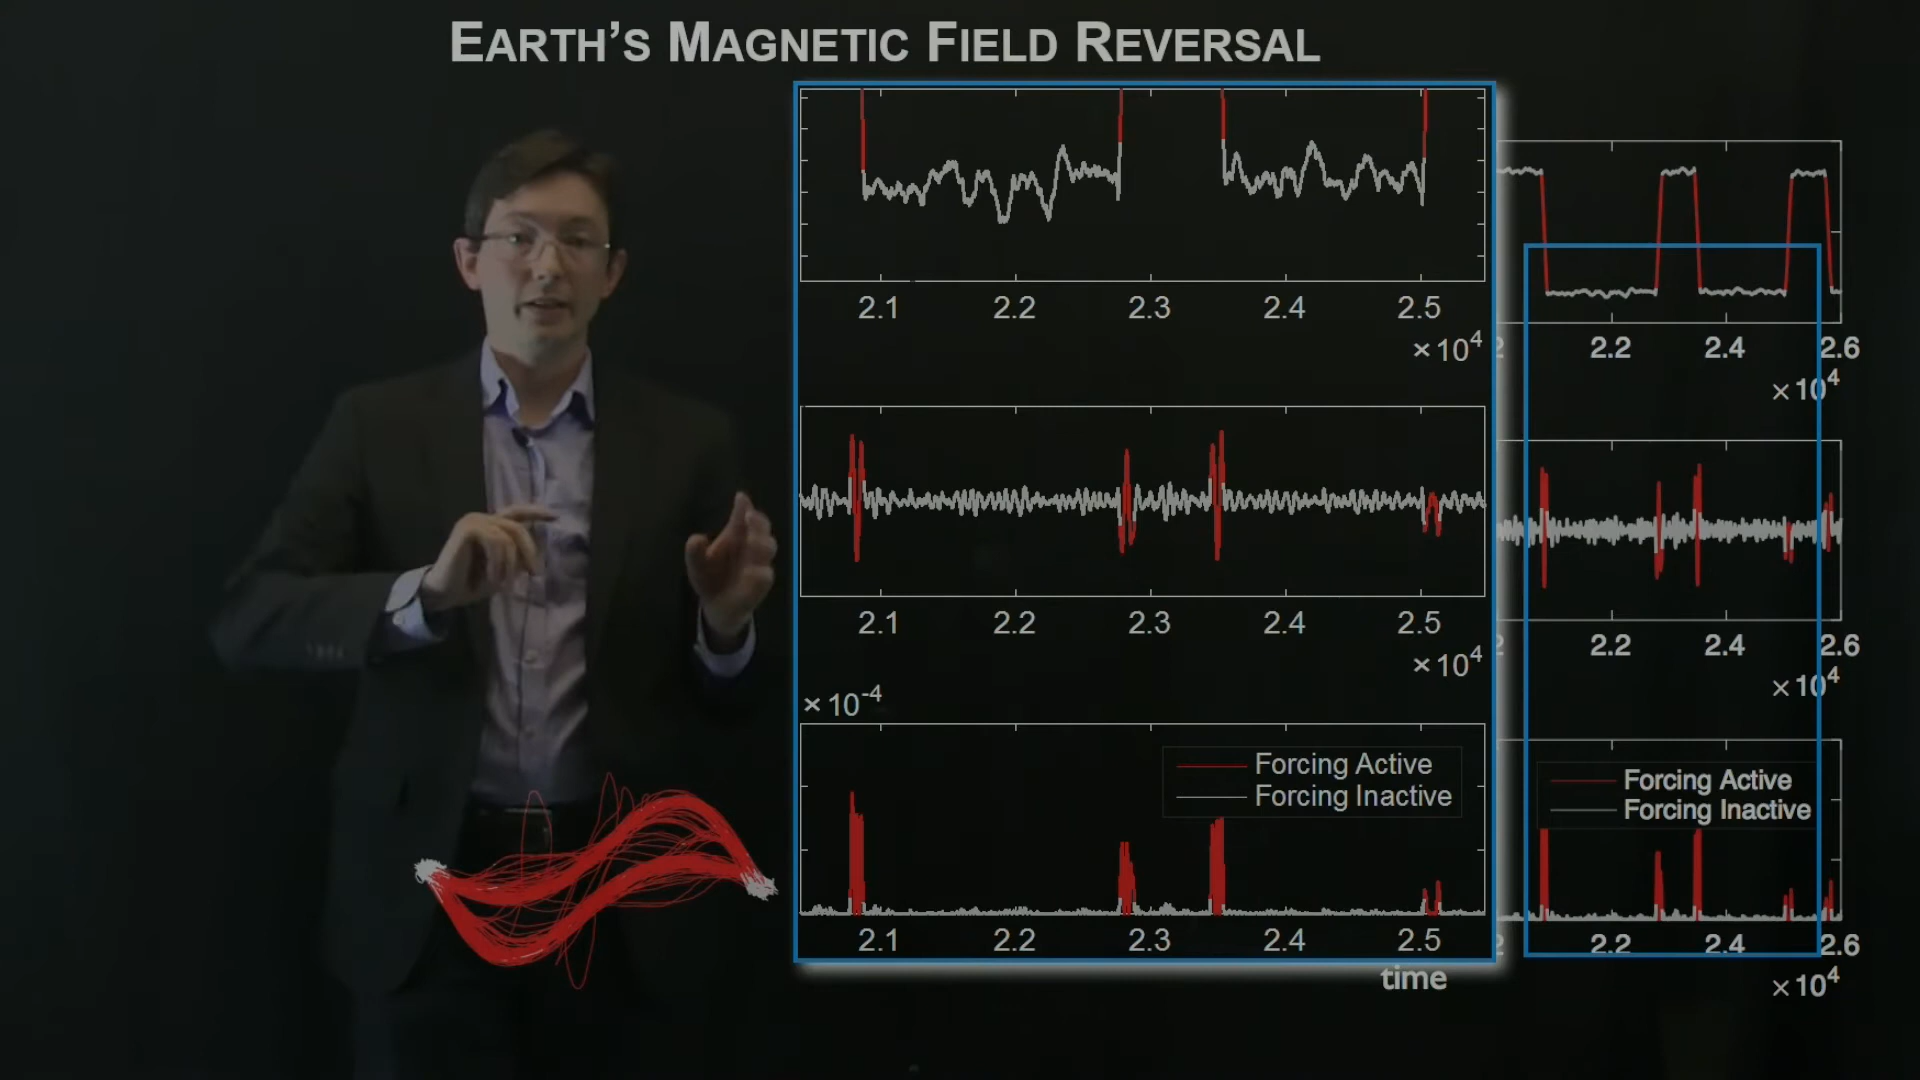 EARTH'S MAGNETIC FIELD REVERSAL
2.1 2.2 2.3 2.4 2.5
×10⁴
2.2 2.4 2.6
×10⁴
2.1 2.2 2.3 2.4 2.5
×10⁴
2.2 2.4 2.6
×10⁴
×10⁻⁴
Forcing Active
Forcing Inactive
Forcing Active
Forcing Inactive
2.1 2.2 2.3 2.4 2.5
2.2 2.4 2.6
time
×10⁴